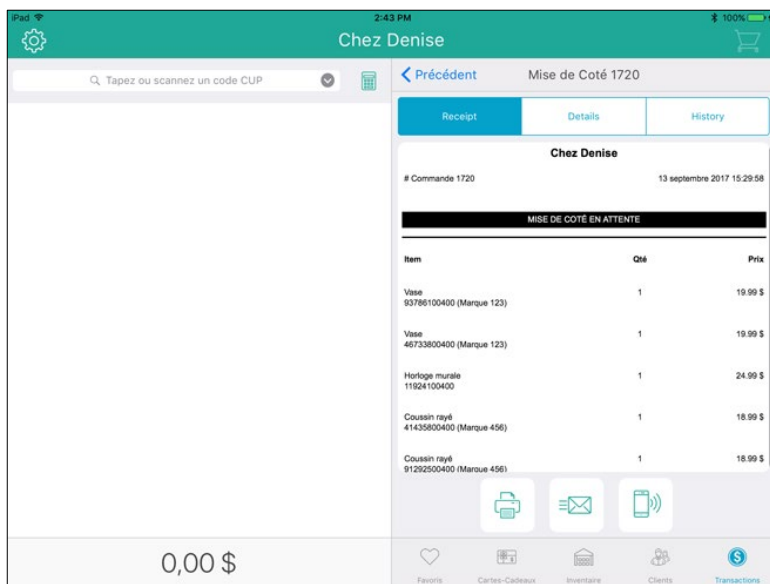 iPad 2:43 PM 100%
Chez Denise
Tapez ou scannez un code CUP
Précédent Mise de Coté 1720
Receipt Details History
Chez Denise
# Commande 1720 13 septembre 2017 15:29:58
MISE DE COTÉ EN ATTENTE
Item Qté Prix
Vase 1 19.99 $
93786100400 (Marque 123)
Vase 1 19.99 $
46733800400 (Marque 123)
Horloge murale 1 24.99 $
11924100400
Coussin rayé 1 18.99 $
41435800400 (Marque 456)
Coussin rayé 1 18.99 $
91292500400 (Marque 456)
0,00 $
Favoris Cartes-Cadeaux Inventaire Clients Transactions